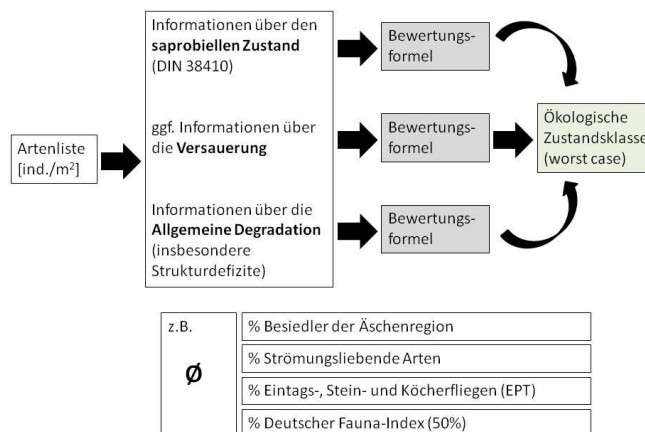 Informationen über den
saprobiellen Zustand
(DIN 38410)
Bewertungs-
formel
Artenliste
[ind./m²]
ggf. Informationen über
die Versauerung
Bewertungs-
formel
Ökologische
Zustandsklasse
(worst case)
Informationen über die
Allgemeine Degradation
(insbesondere
Strukturdefizite)
Bewertungs-
formel
z.B.
Ø
% Besiedler der Äschenregion
% Strömungsliebende Arten
% Eintags-, Stein- und Köcherfliegen (EPT)
% Deutscher Fauna-Index (50%)